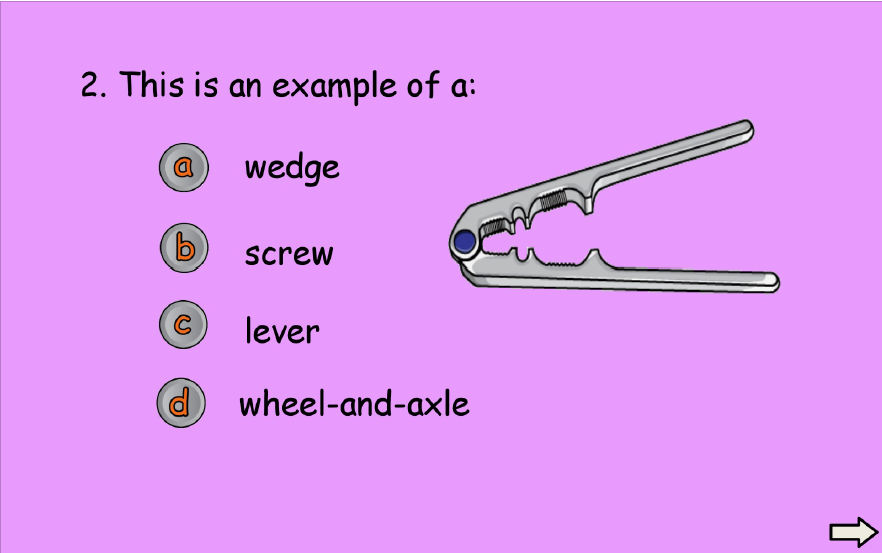 2. This is an example of a:
a wedge
b screw
c lever
d wheel-and-axle